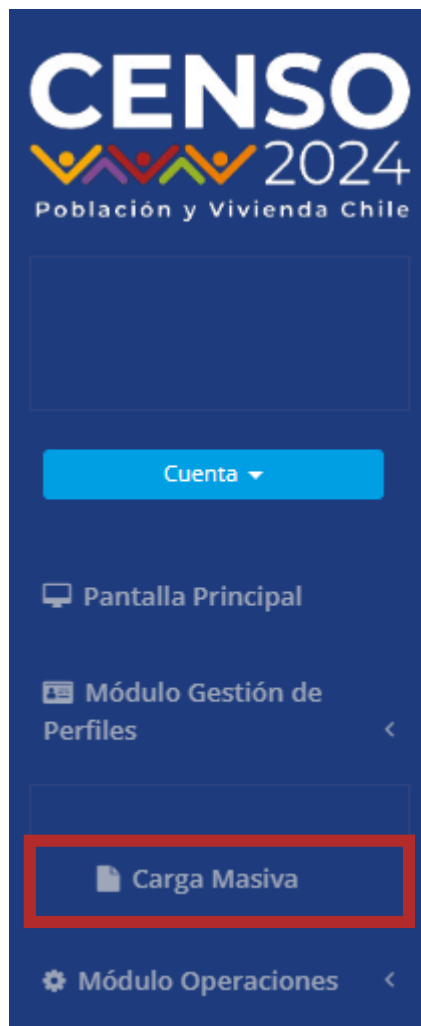 CENSO
2024
Población y Vivienda Chile
Cuenta
Pantalla Principal
Módulo Gestión de
Perfiles
Carga Masiva
Módulo Operaciones